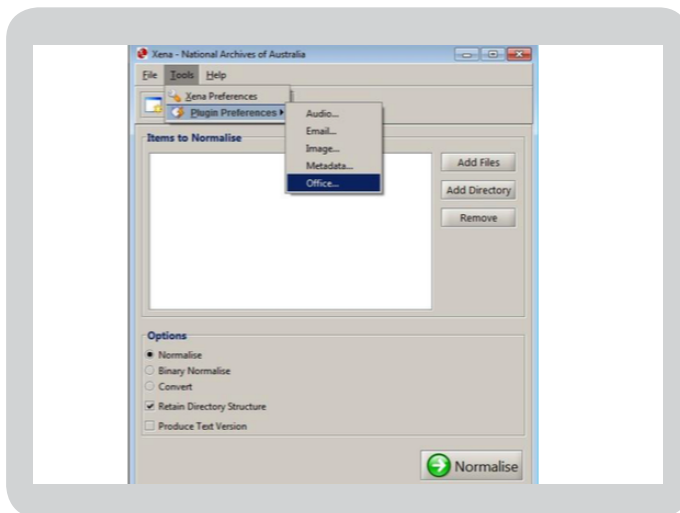 Xena - National Archives of Australia
File Tools Help
Xena Preferences
Plugin Preferences
Audio...
Email...
Image...
Metadata...
Office...
Items to Normalise
Add Files
Add Directory
Remove
Options
Normalise
Binary Normalise
Convert
Retain Directory Structure
Produce Text Version
Normalise